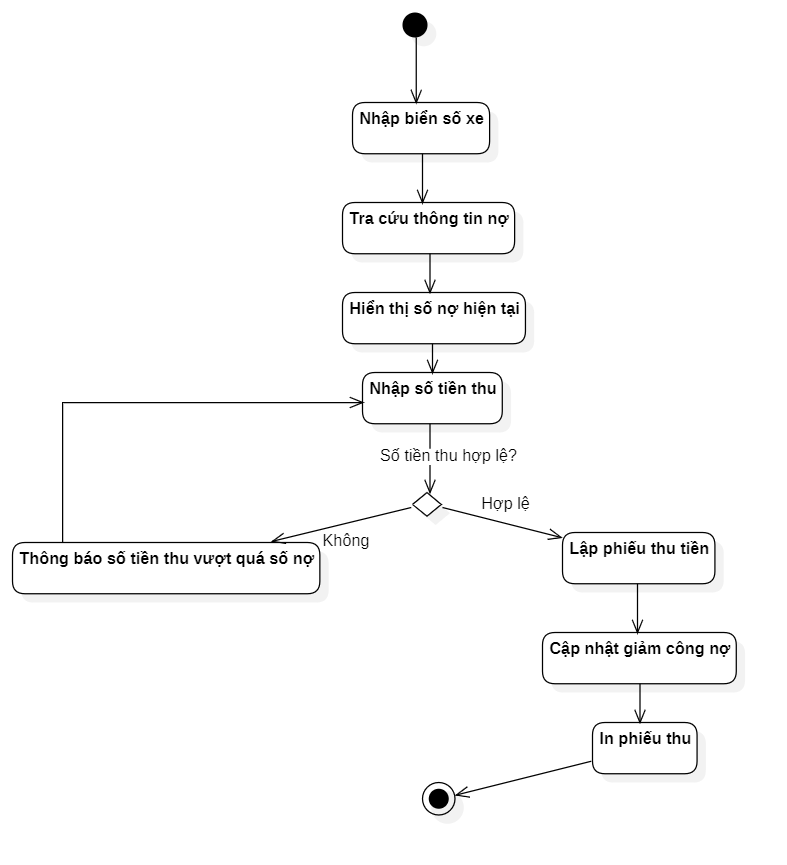 Nhập biển số xe
Tra cứu thông tin nợ
Hiển thị số nợ hiện tại
Nhập số tiền thu
Số tiền thu hợp lệ?
Hợp lệ
Không
Thông báo số tiền thu vượt quá số nợ
Lập phiếu thu tiền
Cập nhật giảm công nợ
In phiếu thu